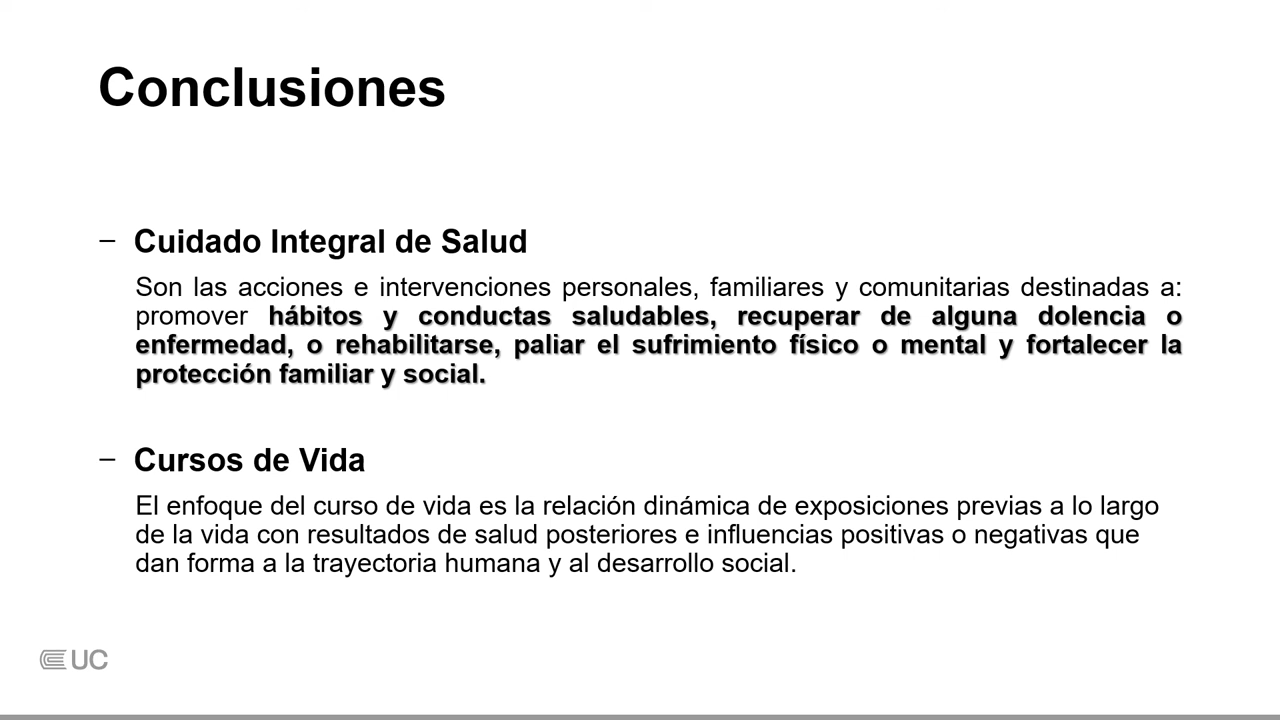 Conclusiones
– Cuidado Integral de Salud
Son las acciones e intervenciones personales, familiares y comunitarias destinadas a:
promover hábitos y conductas saludables, recuperar de alguna dolencia o
enfermedad, o rehabilitarse, paliar el sufrimiento físico o mental y fortalecer la
protección familiar y social.
– Cursos de Vida
El enfoque del curso de vida es la relación dinámica de exposiciones previas a lo largo
de la vida con resultados de salud posteriores e influencias positivas o negativas que
dan forma a la trayectoria humana y al desarrollo social.
UC